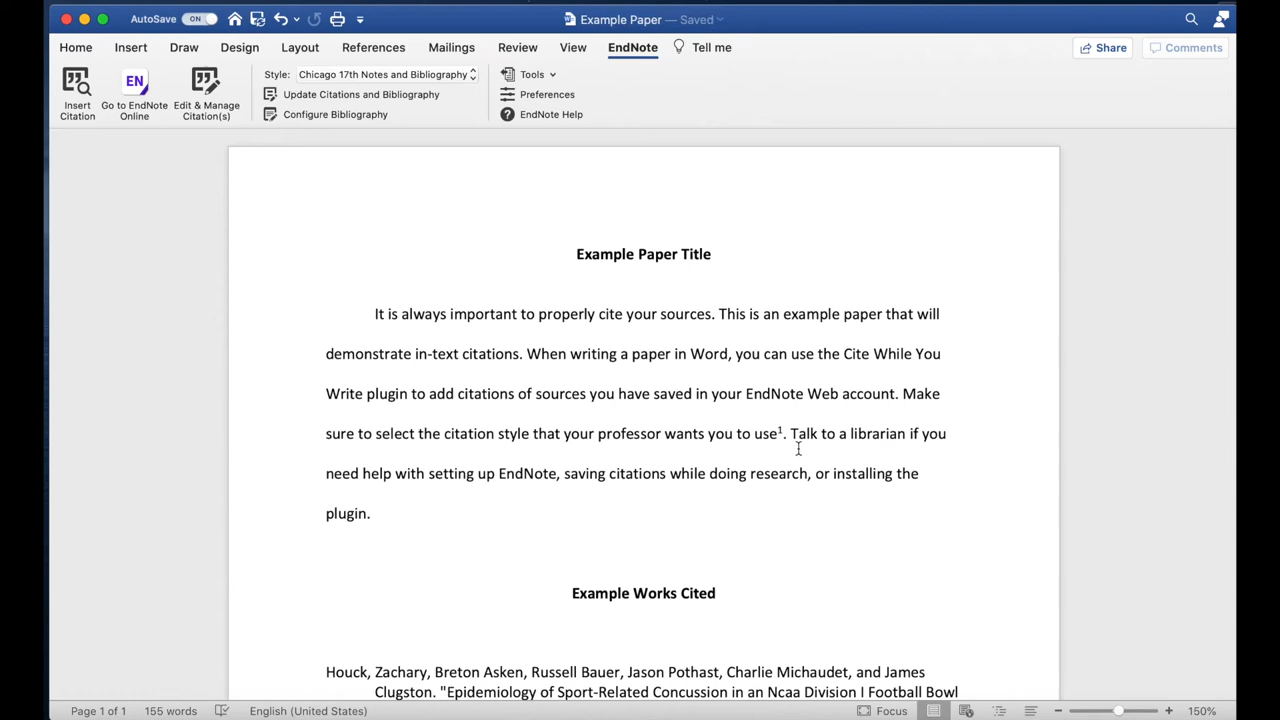 AutoSave ON Example Paper — Saved
Home Insert Draw Design Layout References Mailings Review View EndNote Tell me Share Comments
Insert Citation
Go to EndNote Online
Edit & Manage Citation(s)
Style: Chicago 17th Notes and Bibliography
Update Citations and Bibliography
Configure Bibliography
Tools
Preferences
EndNote Help
EN
Example Paper Title
It is always important to properly cite your sources. This is an example paper that will
demonstrate in-text citations. When writing a paper in Word, you can use the Cite While You
Write plugin to add citations of sources you have saved in your EndNote Web account. Make
sure to select the citation style that your professor wants you to use¹. Talk to a librarian if you
need help with setting up EndNote, saving citations while doing research, or installing the
plugin.
Example Works Cited
Houck, Zachary, Breton Asken, Russell Bauer, Jason Pothast, Charlie Michaudet, and James
Clugston. "Epidemiology of Sport-Related Concussion in an Ncaa Division I Football Bowl
Page 1 of 1 155 words English (United States) Focus 150%